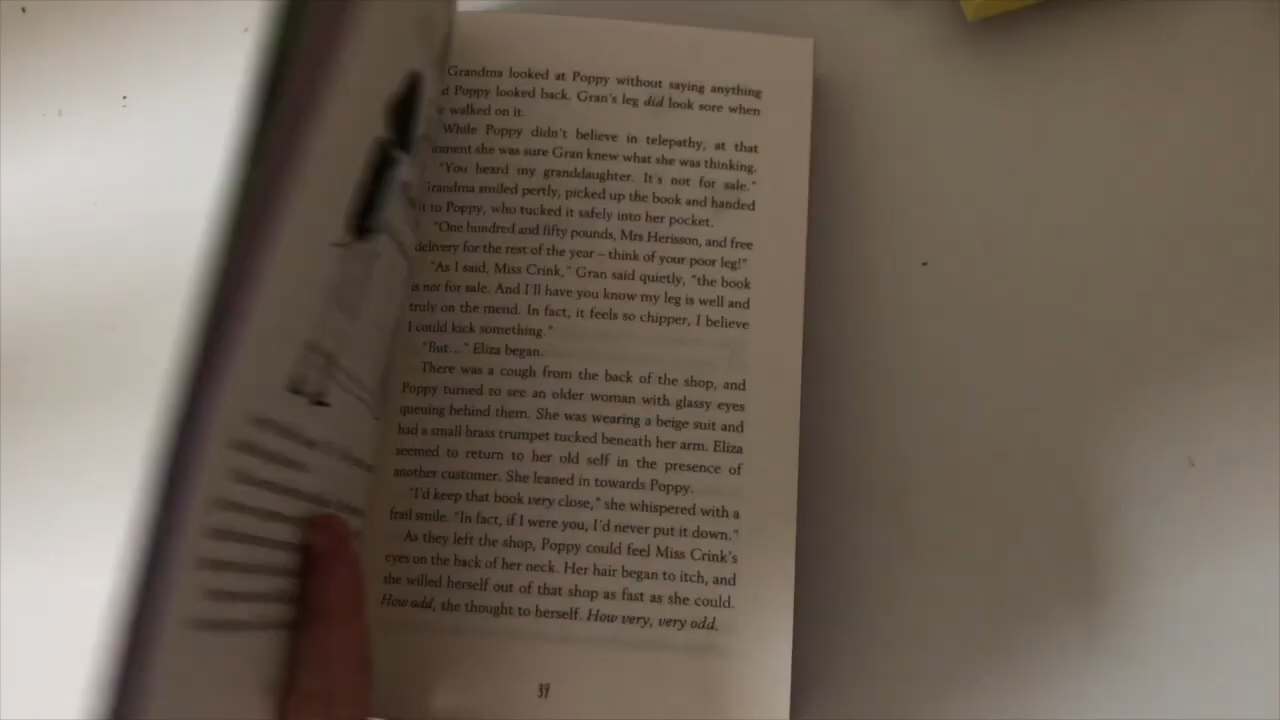 Grandma looked at Poppy without saying anything
d Poppy looked back. Gran's leg did look sore when
e walked on it.
While Poppy didn't believe in telepathy, at that
oment she was sure Gran knew what she was thinking.
"You heard my granddaughter. It's not for sale."
Grandma smiled pertly, picked up the book and handed
it to Poppy, who tucked it safely into her pocket.
"One hundred and fifty pounds, Mrs Herisson, and free
delivery for the rest of the year – think of your poor leg!"
"As I said, Miss Crink," Gran said quietly, "the book
is not for sale. And I'll have you know my leg is well and
truly on the mend. In fact, it feels so chipper, I believe
I could kick something."
"But…" Eliza began.
There was a cough from the back of the shop, and
Poppy turned to see an older woman with glassy eyes
queuing behind them. She was wearing a beige suit and
had a small brass trumpet tucked beneath her arm. Eliza
seemed to return to her old self in the presence of
another customer. She leaned in towards Poppy.
"I'd keep that book very close," she whispered with a
frail smile. "In fact, if I were you, I'd never put it down."
As they left the shop, Poppy could feel Miss Crink's
eyes on the back of her neck. Her hair began to itch, and
she willed herself out of that shop as fast as she could.
How odd, she thought to herself. How very, very odd.
39